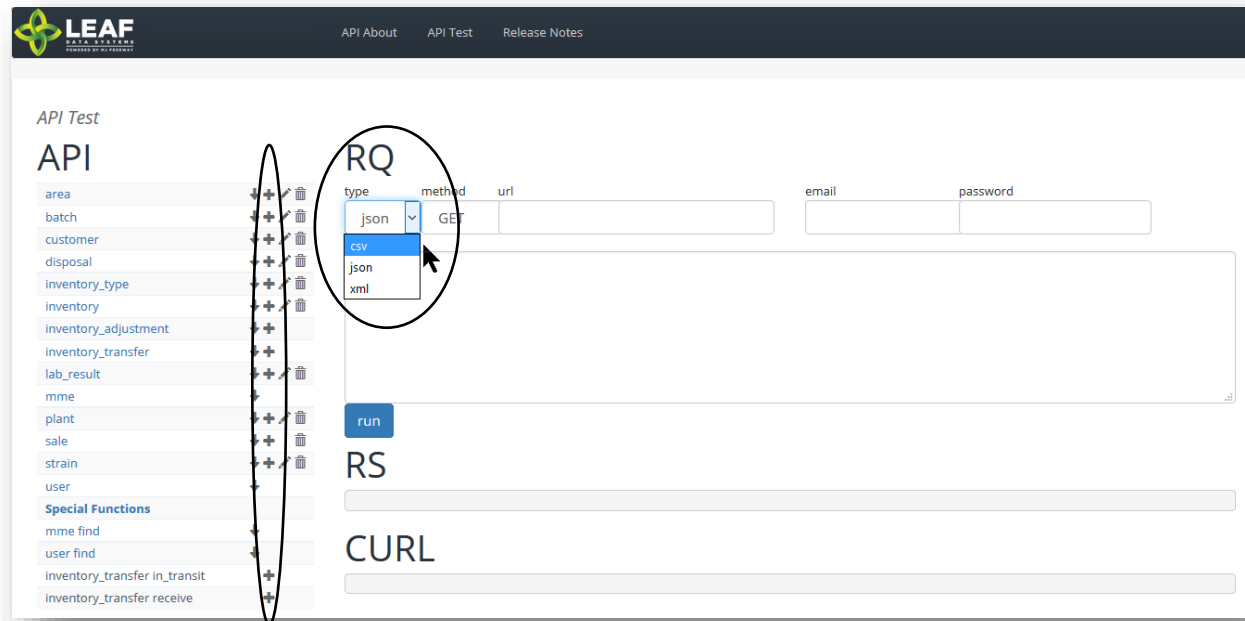 LEAF
DATA SYSTEMS
POWERED BY MJ FREEWAY
API About API Test Release Notes
API Test
API
area
batch
customer
disposal
inventory_type
inventory
inventory_adjustment
inventory_transfer
lab_result
mme
plant
sale
strain
user
Special Functions
mme find
user find
inventory_transfer in_transit
inventory_transfer receive
RQ
type method url email password
json GET
csv
json
xml
run
RS
CURL